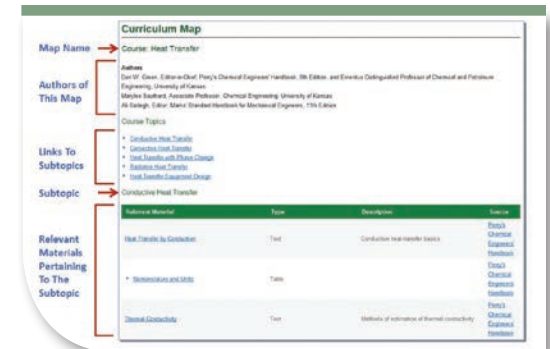 Curriculum Map
Map Name
Course: Heat Transfer
Authors of
This Map
Authors
Don W. Green, Editor-in-Chief, Perry's Chemical Engineers' Handbook, 8th Edition, and Emeritus Distinguished Professor of Chemical and Petroleum
Engineering, University of Kansas
Marylee Southard, Associate Professor, Chemical Engineering, University of Kansas
Ali Sadegh, Editor, Marks' Standard Handbook for Mechanical Engineers, 11th Edition
Course Topics
Links To
Subtopics
• Conductive Heat Transfer
• Convective Heat Transfer
• Heat Transfer with Phase Change
• Radiative Heat Transfer
• Heat Transfer Equipment Design
Subtopic
Conductive Heat Transfer
Relevant
Materials
Pertaining
To The
Subtopic
Relevant Material Type Description Source
Heat Transfer by Conduction Text Conductive heat-transfer basics Perry's Chemical Engineers' Handbook
• Nomenclature and Units Table Perry's Chemical Engineers' Handbook
Thermal Conductivity Text Methods of estimation of thermal conductivity Perry's Chemical Engineers' Handbook